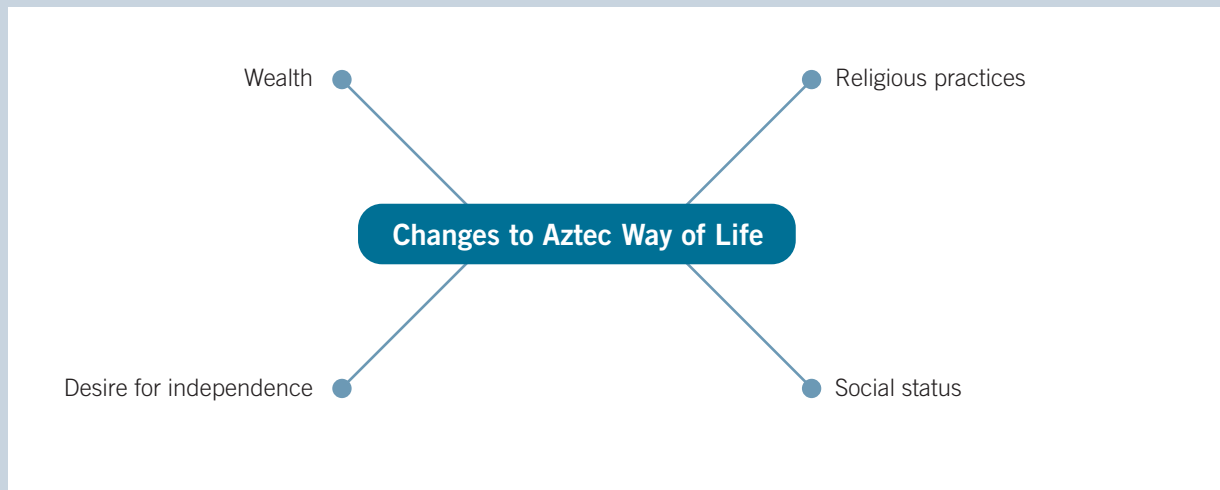 Wealth
Religious practices
Changes to Aztec Way of Life
Desire for independence
Social status